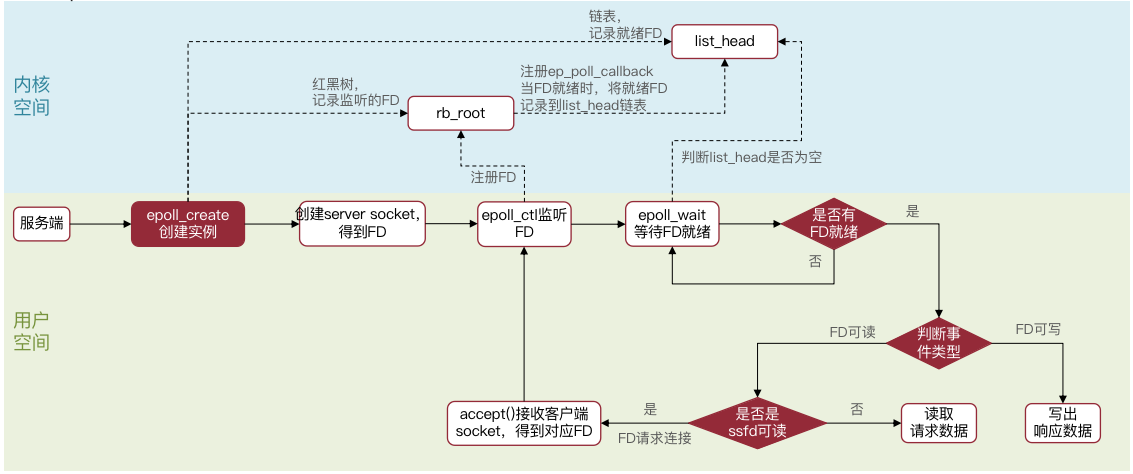 链表，
记录就绪FD
list_head
内核
空间
红黑树，
记录监听的FD
rb_root
注册ep_poll_callback
当FD就绪时，将就绪FD
记录到list_head链表
注册FD
判断list_head是否为空
服务端
epoll_create
创建实例
创建server socket，
得到FD
epoll_ctl监听
FD
epoll_wait
等待FD就绪
是否有
FD就绪
是
否
用户
空间
FD可读
判断事
件类型
FD可写
accept()接收客户端
socket，得到对应FD
是
FD请求连接
是否是
ssfd可读
否
读取
请求数据
写出
响应数据